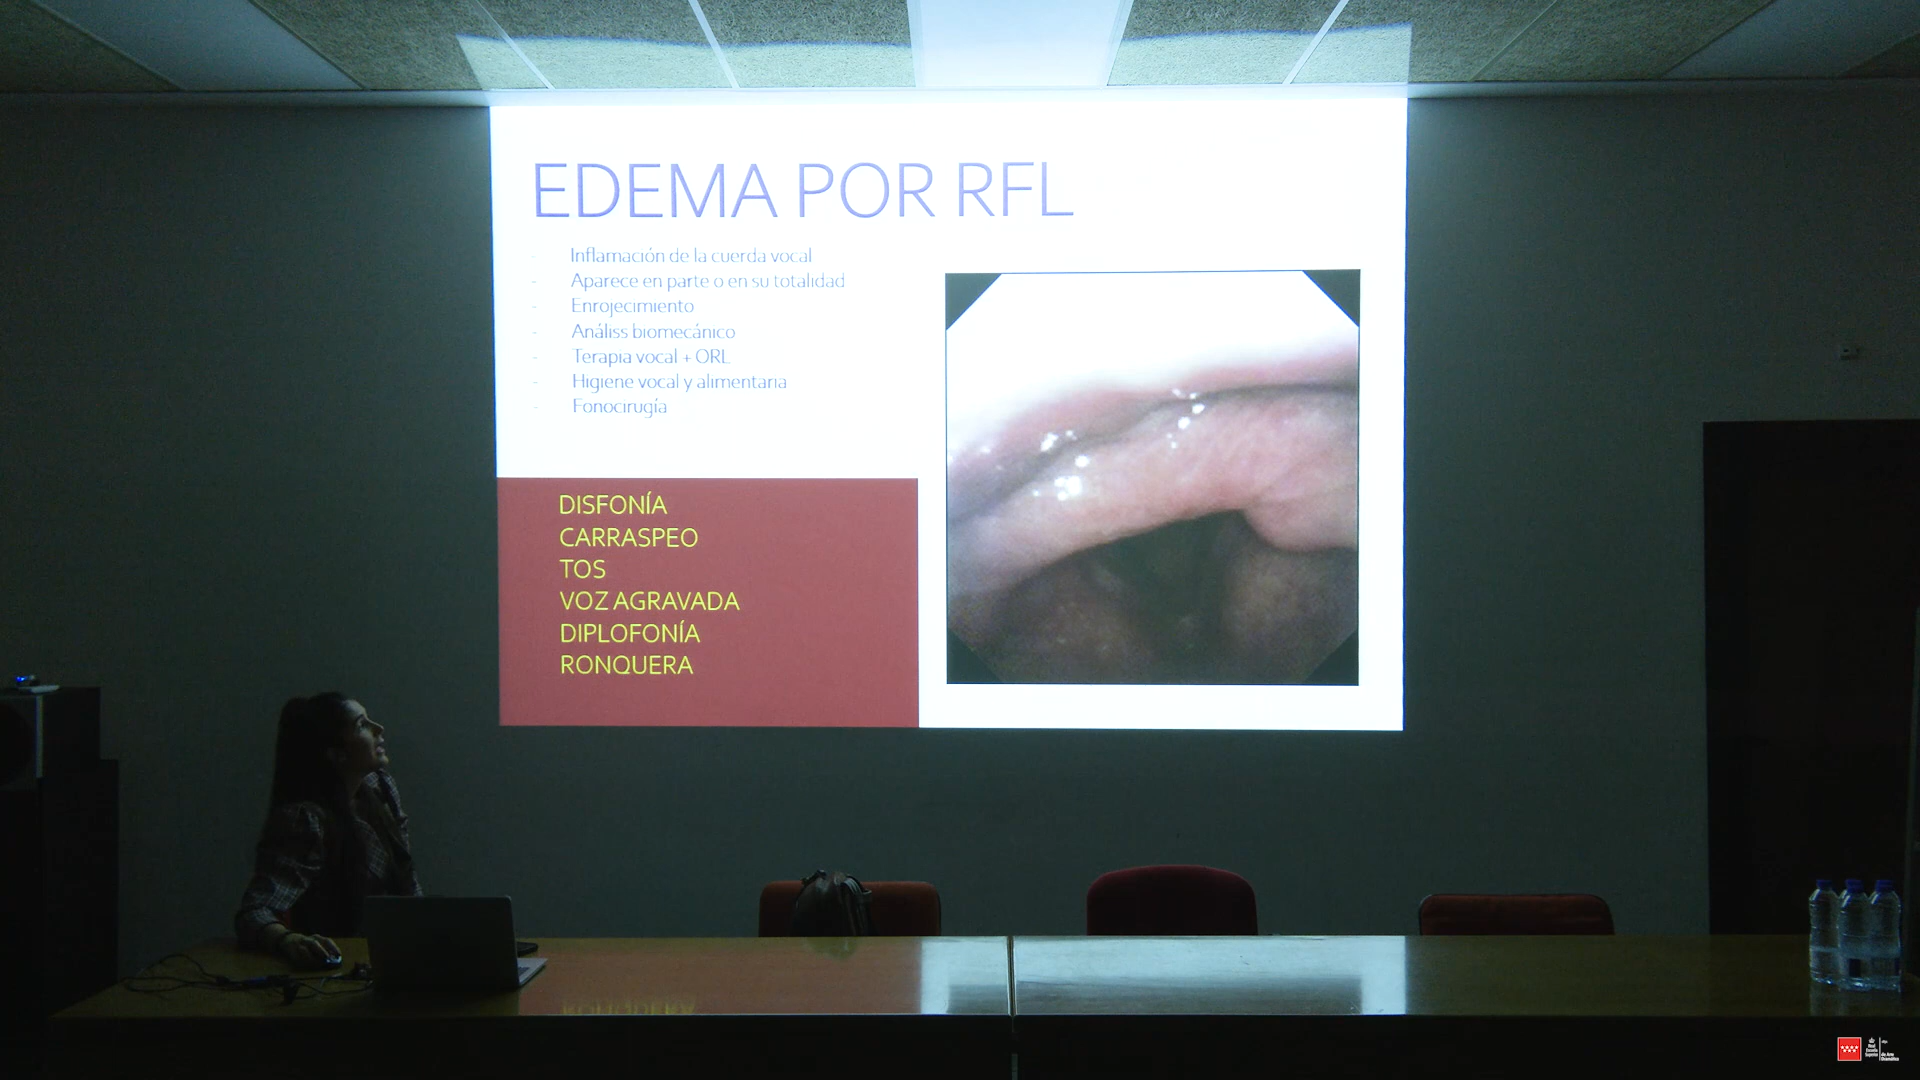 EDEMA POR RFL
- Inflamación de la cuerda vocal
- Aparece en parte o en su totalidad
- Enrojecimiento
- Análiss biomecánico
- Terapia vocal + ORL
- Higiene vocal y alimentaria
- Fonocirugía
DISFONÍA
CARRASPEO
TOS
VOZ AGRAVADA
DIPLOFONÍA
RONQUERA